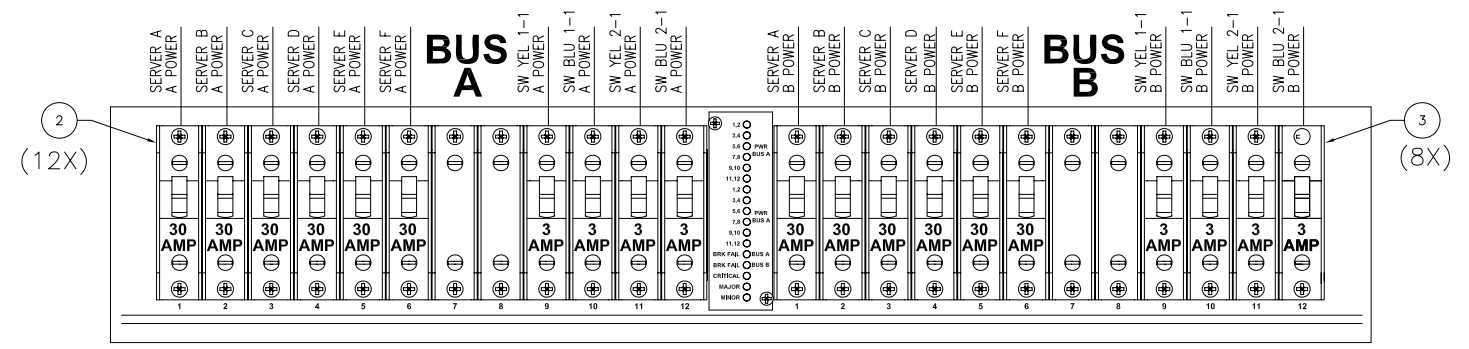 SERVER A
A POWER
SERVER B
A POWER
SERVER C
A POWER
SERVER D
A POWER
SERVER E
A POWER
SERVER F
A POWER
BUS
A
SW YEL 1-1
A POWER
SW BLU 1-1
A POWER
SW YEL 2-1
A POWER
SW BLU 2-1
A POWER
SERVER A
B POWER
SERVER B
B POWER
SERVER C
B POWER
SERVER D
B POWER
SERVER E
B POWER
SERVER F
B POWER
BUS
B
SW YEL 1-1
B POWER
SW BLU 1-1
B POWER
SW YEL 2-1
B POWER
SW BLU 2-1
B POWER
2
(12X)
30
AMP
30
AMP
30
AMP
30
AMP
30
AMP
30
AMP
3
AMP
3
AMP
3
AMP
3
AMP
1 2 3 4 5 6 7 8 9 10 11 12
1,2
3,4
5,6
PWR
BUS A
7,8
9,10
11,12
1,2
3,4
5,6
PWR
BUS A
7,8
9,10
11,12
BRK FAIL BUS A
BRK FAIL BUS B
CRITICAL
MAJOR
MINOR
30
AMP
30
AMP
30
AMP
30
AMP
30
AMP
30
AMP
3
AMP
3
AMP
3
AMP
3
AMP
1 2 3 4 5 6 7 8 9 10 11 12
3
(8X)